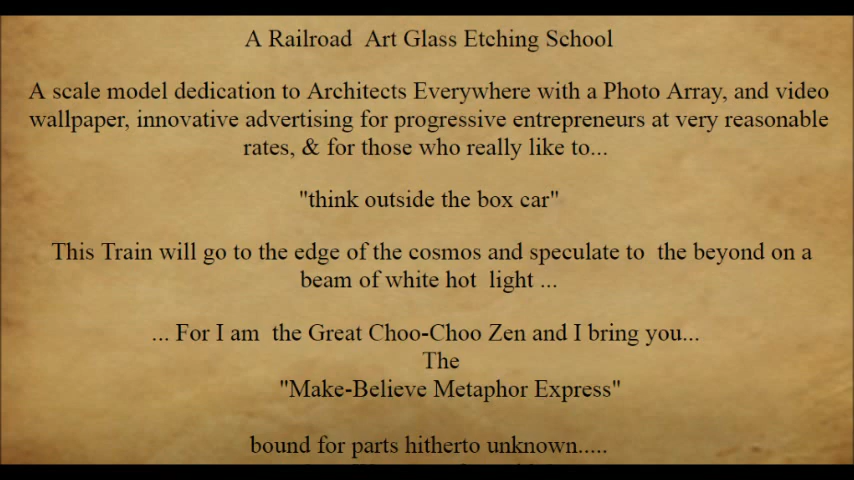 A Railroad  Art Glass Etching School
A scale model dedication to Architects Everywhere with a Photo Array, and video
wallpaper, innovative advertising for progressive entrepreneurs at very reasonable
rates, & for those who really like to...
"think outside the box car"
This Train will go to the edge of the cosmos and speculate to  the beyond on a
beam of white hot  light ...
... For I am  the Great Choo-Choo Zen and I bring you...
The
"Make-Believe Metaphor Express"
bound for parts hitherto unknown.....